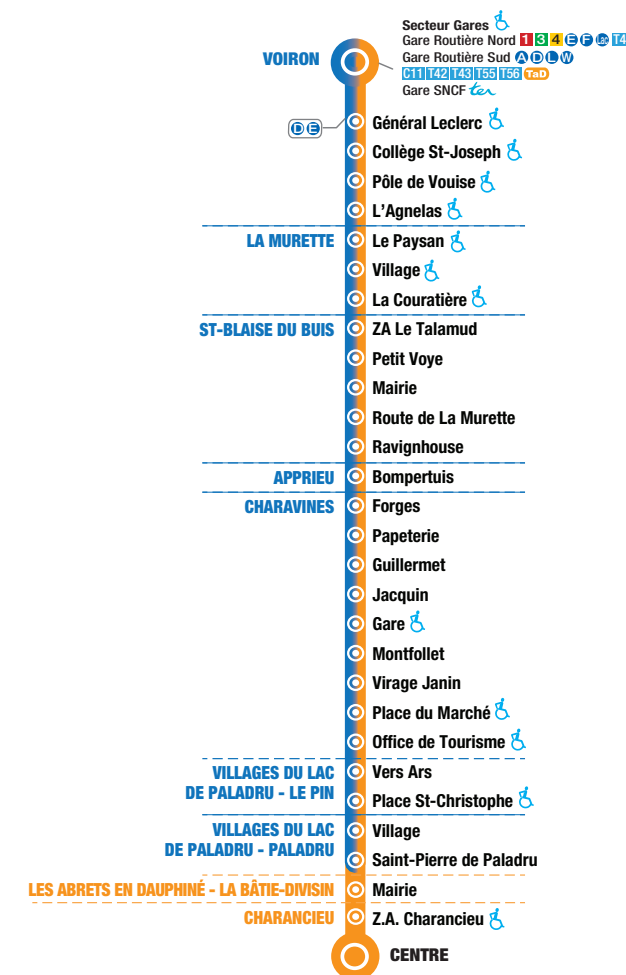 Secteur Gares
VOIRON
Gare Routière Nord 1 3 4 E F Lac T4
Gare Routière Sud A D L W
C11 T42 T43 T55 T56 TaD
Gare SNCF ter
D E
Général Leclerc
Collège St-Joseph
Pôle de Vouise
L'Agnelas
LA MURETTE
Le Paysan
Village
La Couratière
ST-BLAISE DU BUIS
ZA Le Talamud
Petit Voye
Mairie
Route de La Murette
Ravignhouse
APPRIEU
Bompertuis
CHARAVINES
Forges
Papeterie
Guillermet
Jacquin
Gare
Montfollet
Virage Janin
Place du Marché
Office de Tourisme
VILLAGES DU LAC
DE PALADRU - LE PIN
Vers Ars
Place St-Christophe
VILLAGES DU LAC
DE PALADRU - PALADRU
Village
Saint-Pierre de Paladru
LES ABRETS EN DAUPHINÉ - LA BÂTIE-DIVISIN
Mairie
CHARANCIEU
Z.A. Charancieu
CENTRE